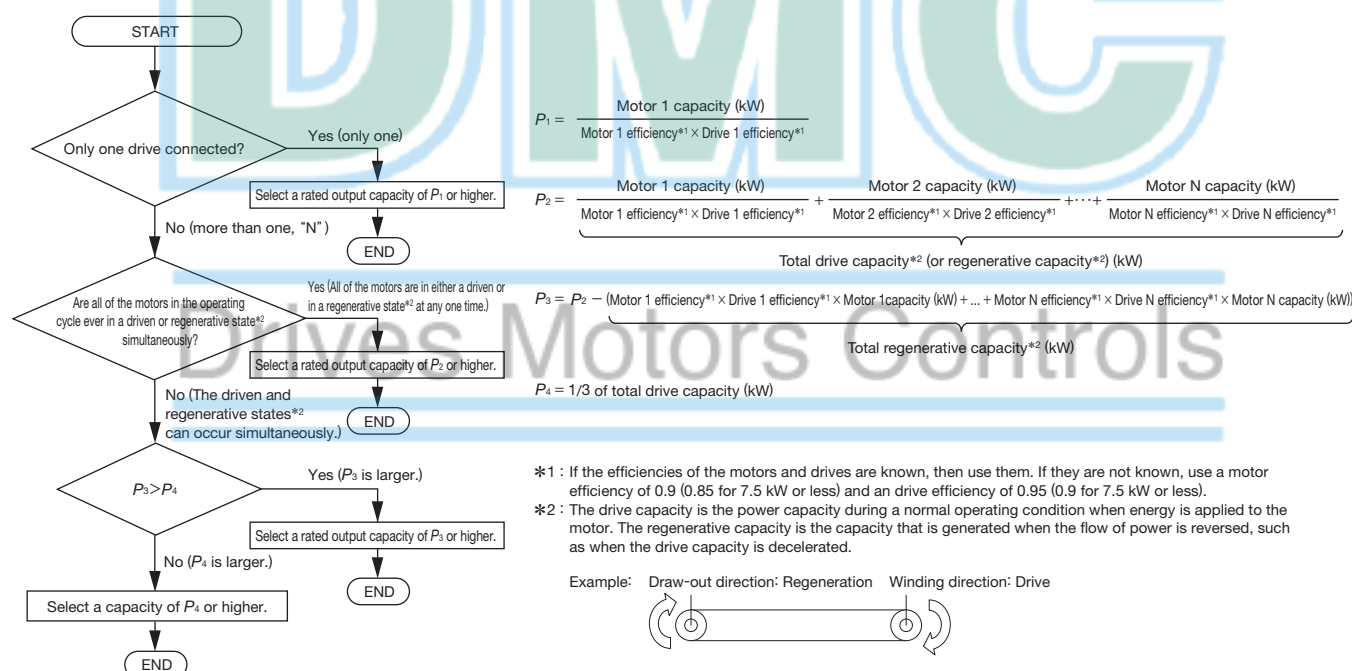 DMC
Drives Motors Controls
START
Only one drive connected?
Yes (only one)
Select a rated output capacity of P1 or higher.
END
No (more than one, "N")
Are all of the motors in the operating
cycle ever in a driven or regenerative state*2
simultaneously?
Yes (All of the motors are in either a driven or
in a regenerative state*2 at any one time.)
Select a rated output capacity of P2 or higher.
END
No (The driven and
regenerative states*2
can occur simultaneously.)
P3>P4
Yes (P3 is larger.)
Select a rated output capacity of P3 or higher.
END
No (P4 is larger.)
Select a capacity of P4 or higher.
END
P1 = Motor 1 capacity (kW)
Motor 1 efficiency*1 × Drive 1 efficiency*1
P2 = Motor 1 capacity (kW) + Motor 2 capacity (kW) +···+ Motor N capacity (kW)
Motor 1 efficiency*1 × Drive 1 efficiency*1 Motor 2 efficiency*1 × Drive 2 efficiency*1 Motor N efficiency*1 × Drive N efficiency*1
Total drive capacity*2 (or regenerative capacity*2) (kW)
P3 = P2 − (Motor 1 efficiency*1 × Drive 1 efficiency*1 × Motor 1capacity (kW) + ... + Motor N efficiency*1 × Drive N efficiency*1 × Motor N capacity (kW))
Total regenerative capacity*2 (kW)
P4 = 1/3 of total drive capacity (kW)
*1 : If the efficiencies of the motors and drives are known, then use them. If they are not known, use a motor
efficiency of 0.9 (0.85 for 7.5 kW or less) and an drive efficiency of 0.95 (0.9 for 7.5 kW or less).
*2 : The drive capacity is the power capacity during a normal operating condition when energy is applied to the
motor. The regenerative capacity is the capacity that is generated when the flow of power is reversed, such
as when the drive capacity is decelerated.
Example: Draw-out direction: Regeneration Winding direction: Drive